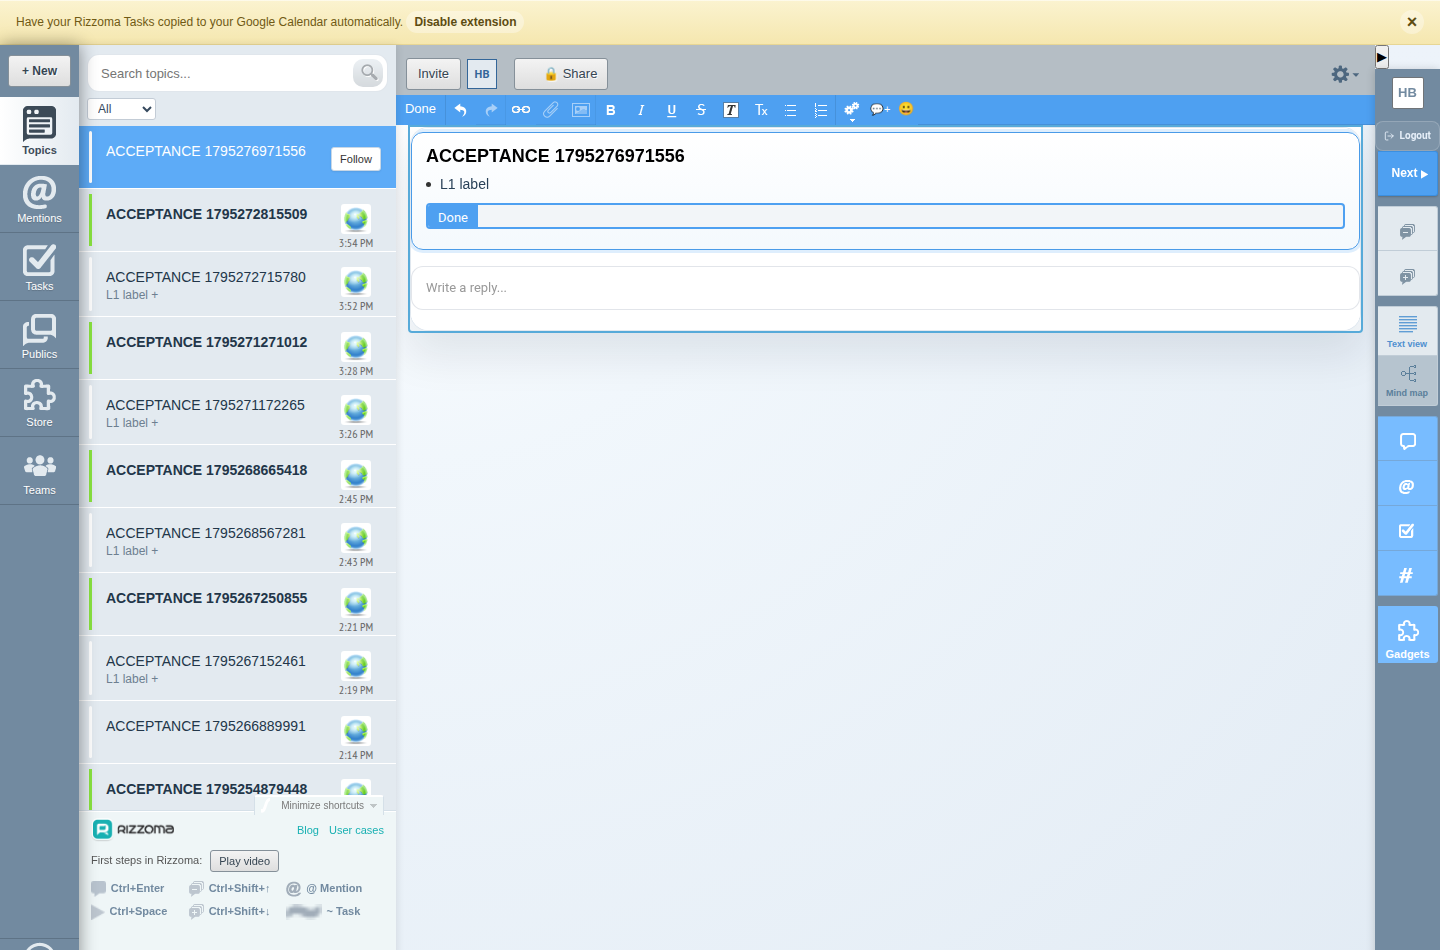 Have your Rizzoma Tasks copied to your Google Calendar automatically. Disable extension
+ New
Topics
Mentions
Tasks
Publics
Store
Teams
Search topics...
All
ACCEPTANCE 1795276971556
Follow
ACCEPTANCE 1795272815509
3:54 PM
ACCEPTANCE 1795272715780
L1 label +
3:52 PM
ACCEPTANCE 1795271271012
3:28 PM
ACCEPTANCE 1795271172265
L1 label +
3:26 PM
ACCEPTANCE 1795268665418
2:45 PM
ACCEPTANCE 1795268567281
L1 label +
2:43 PM
ACCEPTANCE 1795267250855
2:21 PM
ACCEPTANCE 1795267152461
L1 label +
2:19 PM
ACCEPTANCE 1795266889991
2:14 PM
ACCEPTANCE 1795254879448
Minimize shortcuts
RIZZOMA
Blog User cases
First steps in Rizzoma: Play video
Ctrl+Enter Ctrl+Shift+↑ @ Mention
Ctrl+Space Ctrl+Shift+↓ ~ Task
Invite HB Share
Done B I U S T Tx
ACCEPTANCE 1795276971556
• L1 label
Done
Write a reply...
HB
Logout
Next
Text view
Mind map
@
#
Gadgets